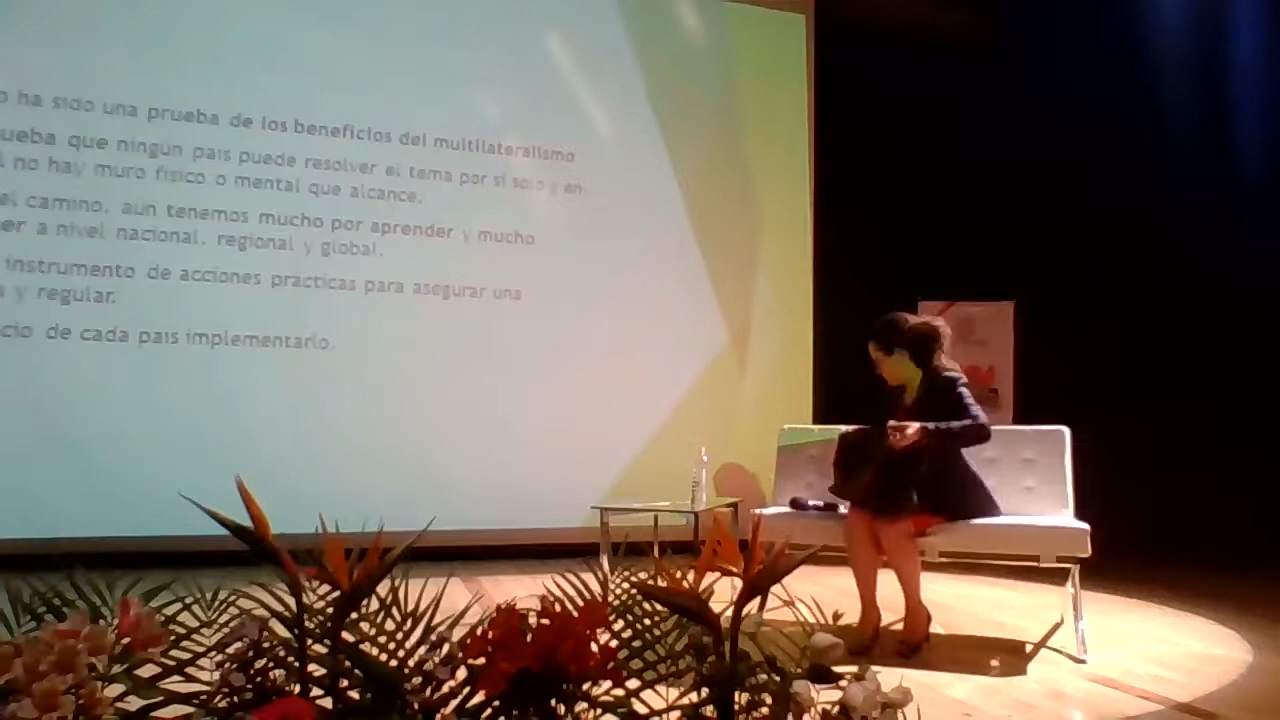 ha sido una prueba de los beneficios del multilateralismo
ueba que ningun pais puede resolver el tema por si solo y en
l no hay muro fisico o mental que alcance.
el camino, aun tenemos mucho por aprender y mucho
er a nivel nacional, regional y global.
instrumento de acciones practicas para asegurar una
y regular.
cio de cada pais implementarlo.